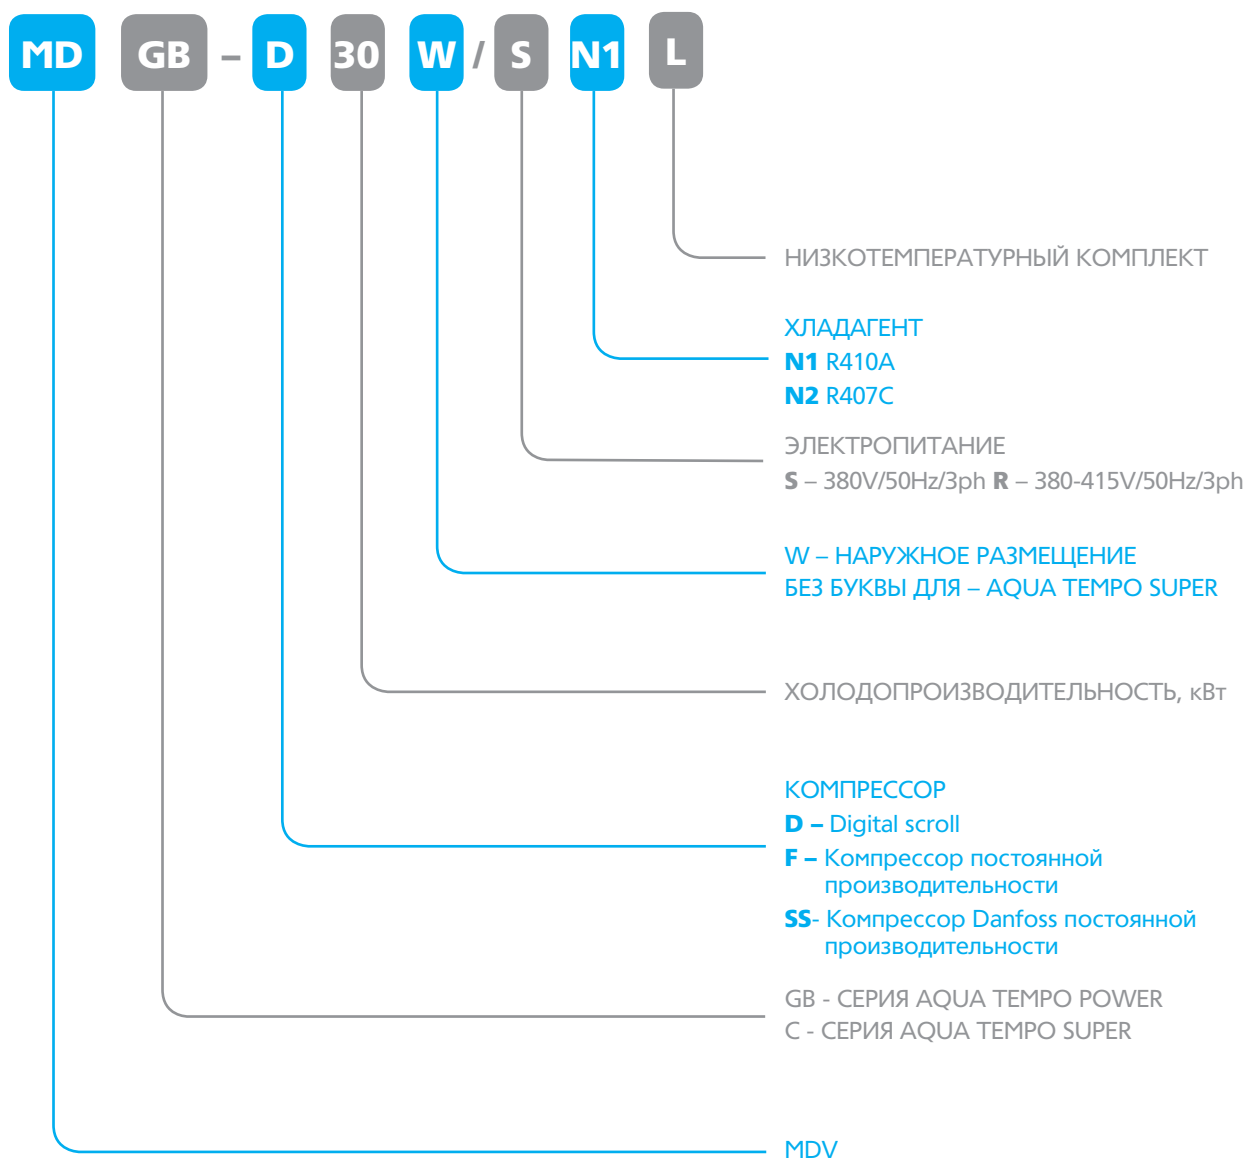 MD GB – D 30 W / S N1 L
НИЗКОТЕМПЕРАТУРНЫЙ КОМПЛЕКТ
ХЛАДАГЕНТ
N1 R410A
N2 R407C
ЭЛЕКТРОПИТАНИЕ
S – 380V/50Hz/3ph R – 380-415V/50Hz/3ph
W – НАРУЖНОЕ РАЗМЕЩЕНИЕ
БЕЗ БУКВЫ ДЛЯ – AQUA TEMPO SUPER
ХОЛОДОПРОИЗВОДИТЕЛЬНОСТЬ, кВт
КОМПРЕССОР
D – Digital scroll
F – Компрессор постоянной
производительности
SS- Компрессор Danfoss постоянной
производительности
GB - СЕРИЯ AQUA TEMPO POWER
C - СЕРИЯ AQUA TEMPO SUPER
MDV